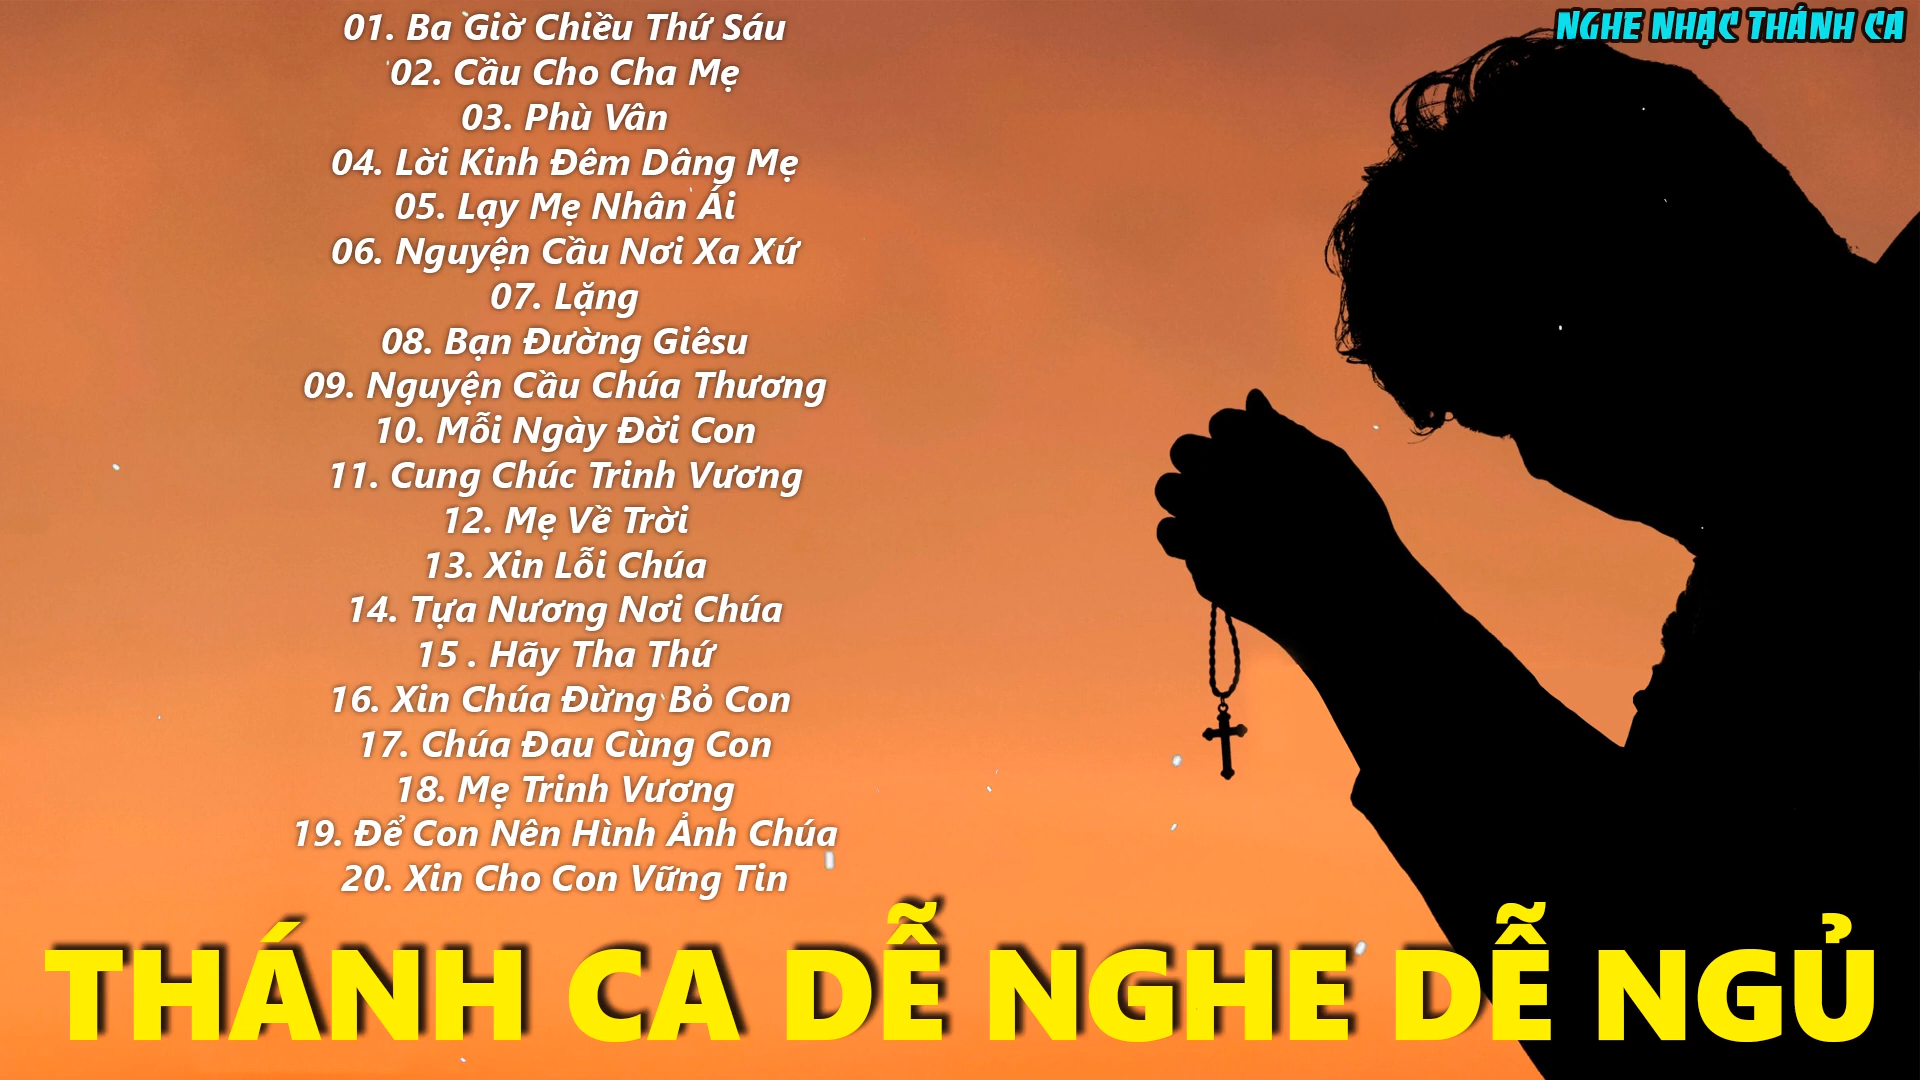 NGHE NHẠC THÁNH CA
01. Ba Giờ Chiều Thứ Sáu
02. Cầu Cho Cha Mẹ
03. Phù Vân
04. Lời Kinh Đêm Dâng Mẹ
05. Lạy Mẹ Nhân Ái
06. Nguyện Cầu Nơi Xa Xứ
07. Lặng
08. Bạn Đường Giêsu
09. Nguyện Cầu Chúa Thương
10. Mỗi Ngày Đời Con
11. Cung Chúc Trinh Vương
12. Mẹ Về Trời
13. Xin Lỗi Chúa
14. Tựa Nương Nơi Chúa
15 . Hãy Tha Thứ
16. Xin Chúa Đừng Bỏ Con
17. Chúa Đau Cùng Con
18. Mẹ Trinh Vương
19. Để Con Nên Hình Ảnh Chúa
20. Xin Cho Con Vững Tin
THÁNH CA DỄ NGHE DỄ NGỦ